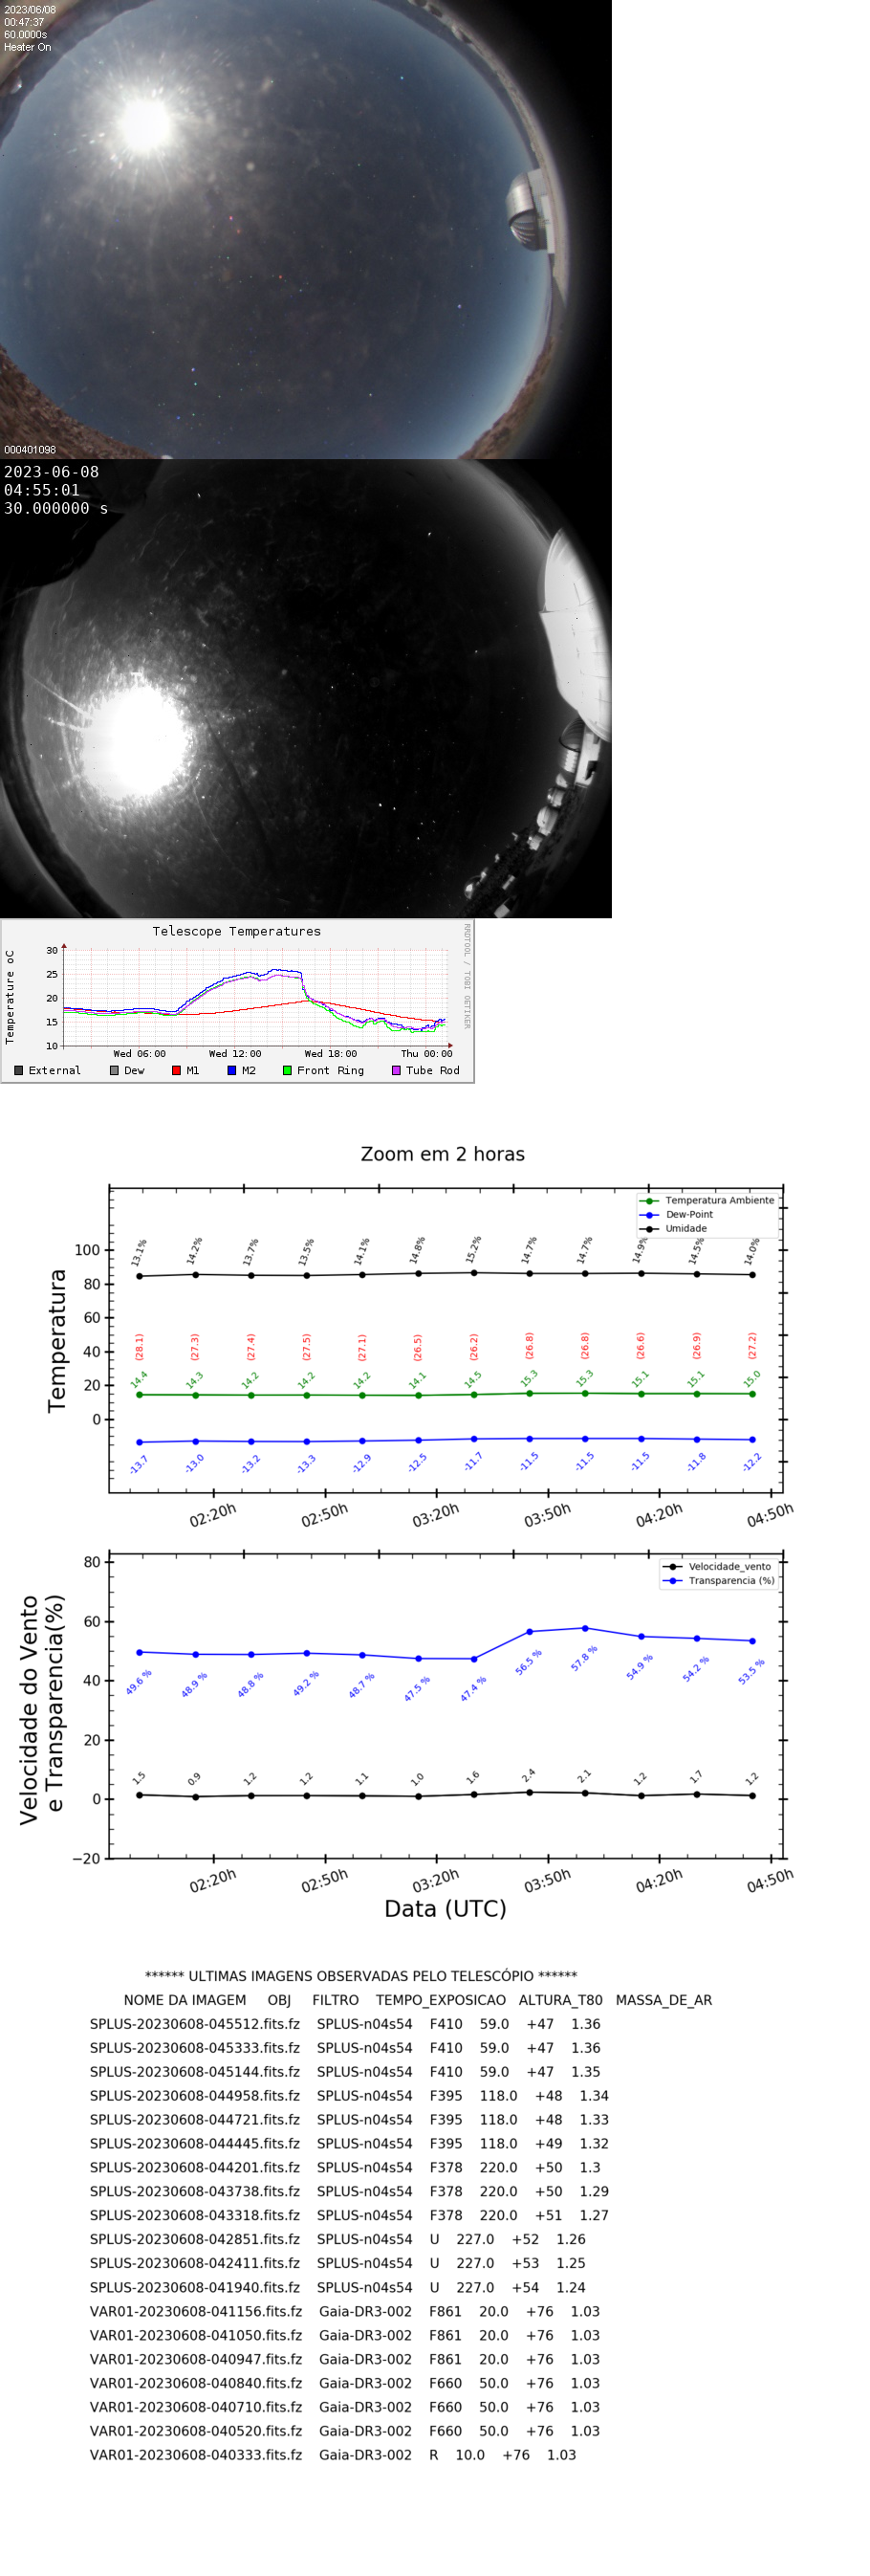 2023/06/08
00:47:37
60.0000s
Heater On
000401098
2023-06-08
04:55:01
30.000000 s
Telescope Temperatures
RRDTOOL / TOBI OETIKER
Temperature oC
30
25
20
15
10
Wed 06:00 Wed 12:00 Wed 18:00 Thu 00:00
External Dew M1 M2 Front Ring Tube Rod
Zoom em 2 horas
Temperatura Ambiente
Dew-Point
Umidade
Temperatura
100
80
60
40
20
0
13.1% 14.2% 13.7% 13.5% 14.1% 14.8% 15.2% 14.7% 14.7% 14.9% 14.5% 14.0%
(28.1) (27.3) (27.4) (27.5) (27.1) (26.5) (26.2) (26.8) (26.8) (26.6) (26.9) (27.2)
14.4 14.3 14.2 14.2 14.2 14.1 14.5 15.3 15.3 15.1 15.1 15.0
-13.7 -13.0 -13.2 -13.3 -12.9 -12.5 -11.7 -11.5 -11.5 -11.5 -11.8 -12.2
02:20h 02:50h 03:20h 03:50h 04:20h 04:50h
Velocidade_vento
Transparencia (%)
Velocidade do Vento
e Transparencia(%)
80
60
40
20
0
−20
49.6 % 48.9 % 48.8 % 49.2 % 48.7 % 47.5 % 47.4 % 56.5 % 57.8 % 54.9 % 54.2 % 53.5 %
1.5 0.9 1.2 1.2 1.1 1.0 1.6 2.4 2.1 1.2 1.7 1.2
02:20h 02:50h 03:20h 03:50h 04:20h 04:50h
Data (UTC)
****** ULTIMAS IMAGENS OBSERVADAS PELO TELESCÓPIO ******
NOME DA IMAGEM OBJ FILTRO TEMPO_EXPOSICAO ALTURA_T80 MASSA_DE_AR
SPLUS-20230608-045512.fits.fz SPLUS-n04s54 F410 59.0 +47 1.36
SPLUS-20230608-045333.fits.fz SPLUS-n04s54 F410 59.0 +47 1.36
SPLUS-20230608-045144.fits.fz SPLUS-n04s54 F410 59.0 +47 1.35
SPLUS-20230608-044958.fits.fz SPLUS-n04s54 F395 118.0 +48 1.34
SPLUS-20230608-044721.fits.fz SPLUS-n04s54 F395 118.0 +48 1.33
SPLUS-20230608-044445.fits.fz SPLUS-n04s54 F395 118.0 +49 1.32
SPLUS-20230608-044201.fits.fz SPLUS-n04s54 F378 220.0 +50 1.3
SPLUS-20230608-043738.fits.fz SPLUS-n04s54 F378 220.0 +50 1.29
SPLUS-20230608-043318.fits.fz SPLUS-n04s54 F378 220.0 +51 1.27
SPLUS-20230608-042851.fits.fz SPLUS-n04s54 U 227.0 +52 1.26
SPLUS-20230608-042411.fits.fz SPLUS-n04s54 U 227.0 +53 1.25
SPLUS-20230608-041940.fits.fz SPLUS-n04s54 U 227.0 +54 1.24
VAR01-20230608-041156.fits.fz Gaia-DR3-002 F861 20.0 +76 1.03
VAR01-20230608-041050.fits.fz Gaia-DR3-002 F861 20.0 +76 1.03
VAR01-20230608-040947.fits.fz Gaia-DR3-002 F861 20.0 +76 1.03
VAR01-20230608-040840.fits.fz Gaia-DR3-002 F660 50.0 +76 1.03
VAR01-20230608-040710.fits.fz Gaia-DR3-002 F660 50.0 +76 1.03
VAR01-20230608-040520.fits.fz Gaia-DR3-002 F660 50.0 +76 1.03
VAR01-20230608-040333.fits.fz Gaia-DR3-002 R 10.0 +76 1.03